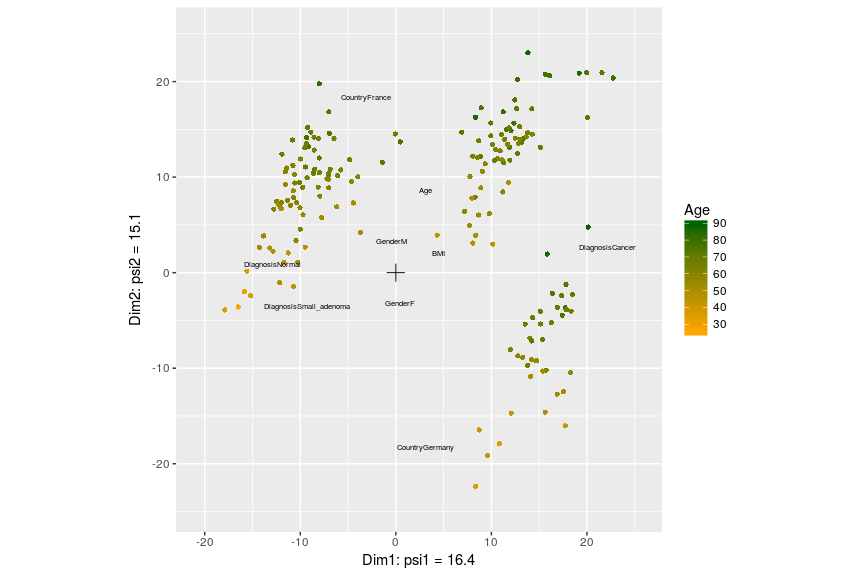 20
10
0
-10
-20
-20
-10
0
10
20
Dim1: psi1 = 16.4
Dim2: psi2 = 15.1
CountryFrance
Age
GenderM
BMI
DiagnosisCancer
DiagnosisNormal
DiagnosisSmall_adenoma
GenderF
CountryGermany
Age
90
80
70
60
50
40
30